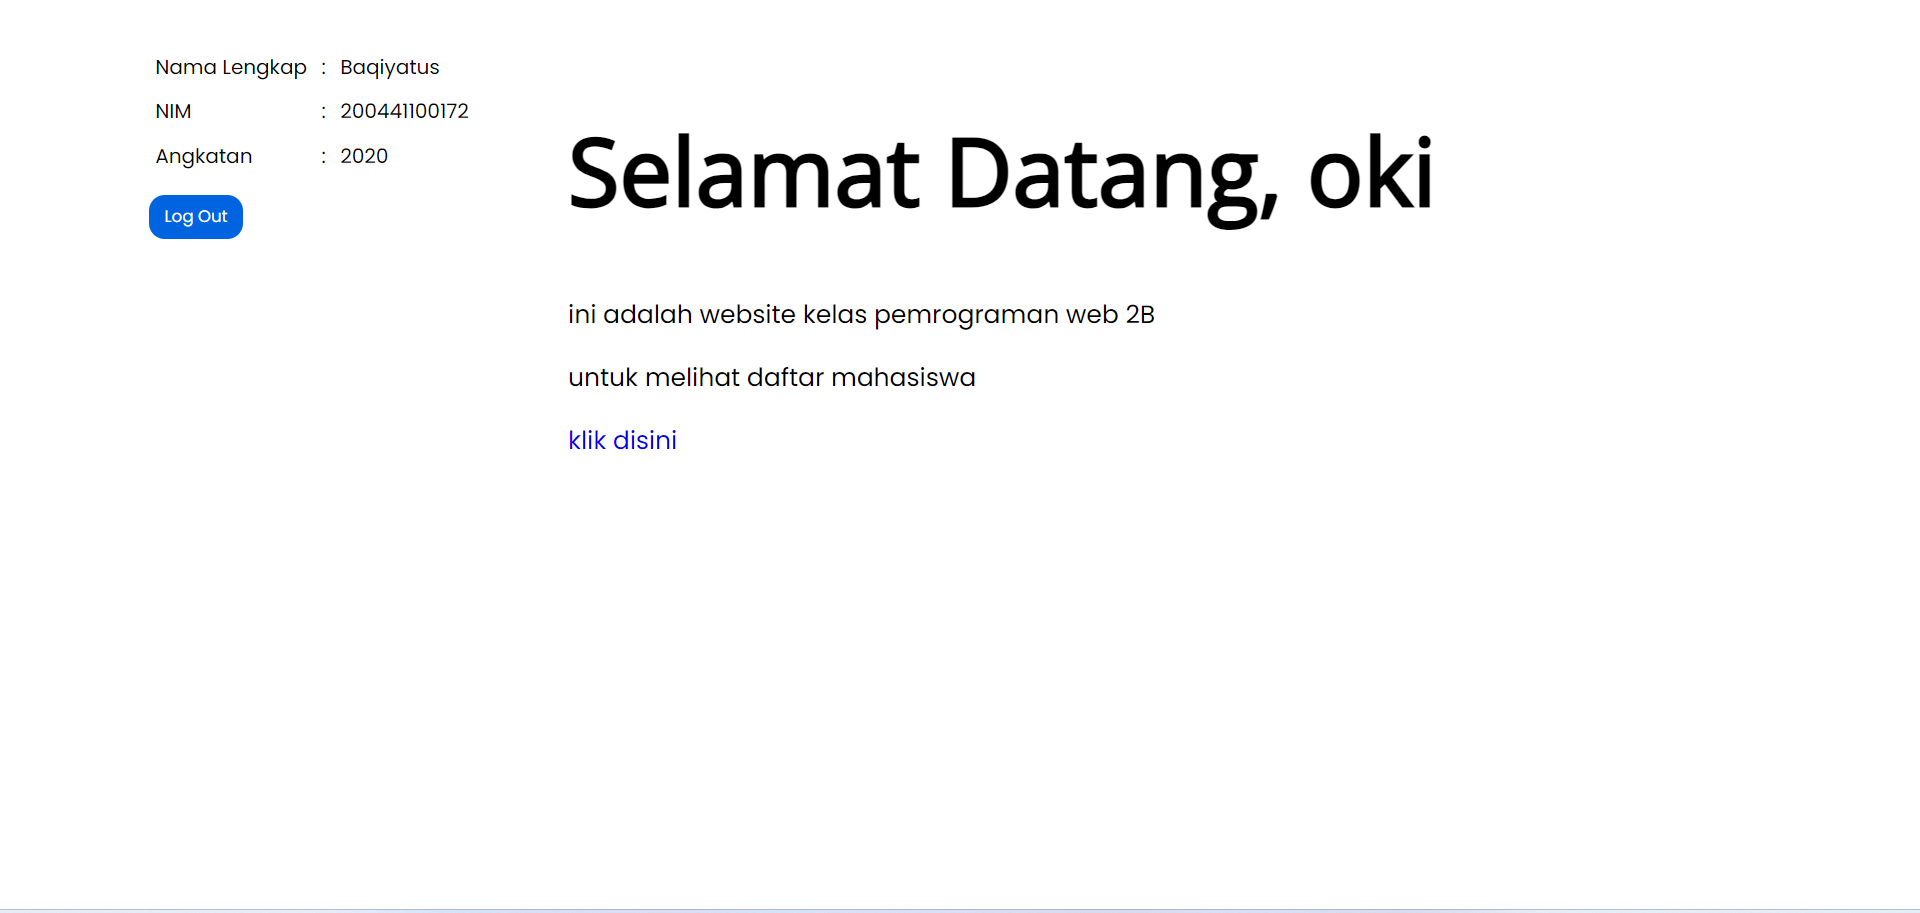 Nama Lengkap : Baqiyatus
NIM : 200441100172
Angkatan : 2020
Log Out
Selamat Datang, oki
ini adalah website kelas pemrograman web 2B
untuk melihat daftar mahasiswa
klik disini